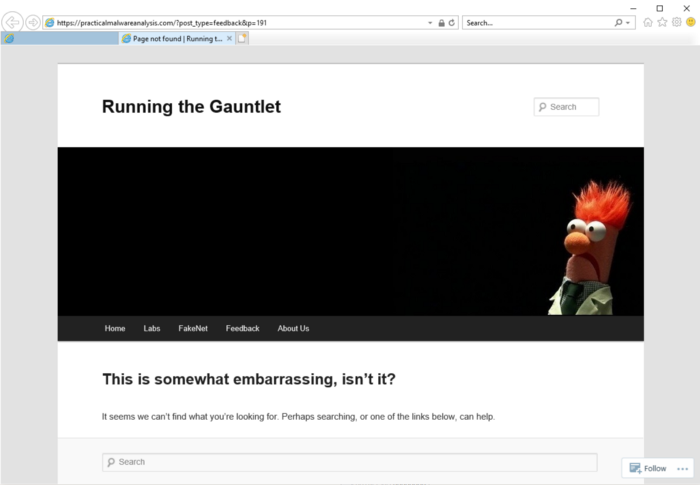 https://practicalmalwareanalysis.com/?post_type=feedback&p=191
Search...
Page not found | Running t...
Running the Gauntlet
Search
Home
Labs
FakeNet
Feedback
About Us
This is somewhat embarrassing, isn’t it?
It seems we can’t find what you’re looking for. Perhaps searching, or one of the links below, can help.
Search
Follow